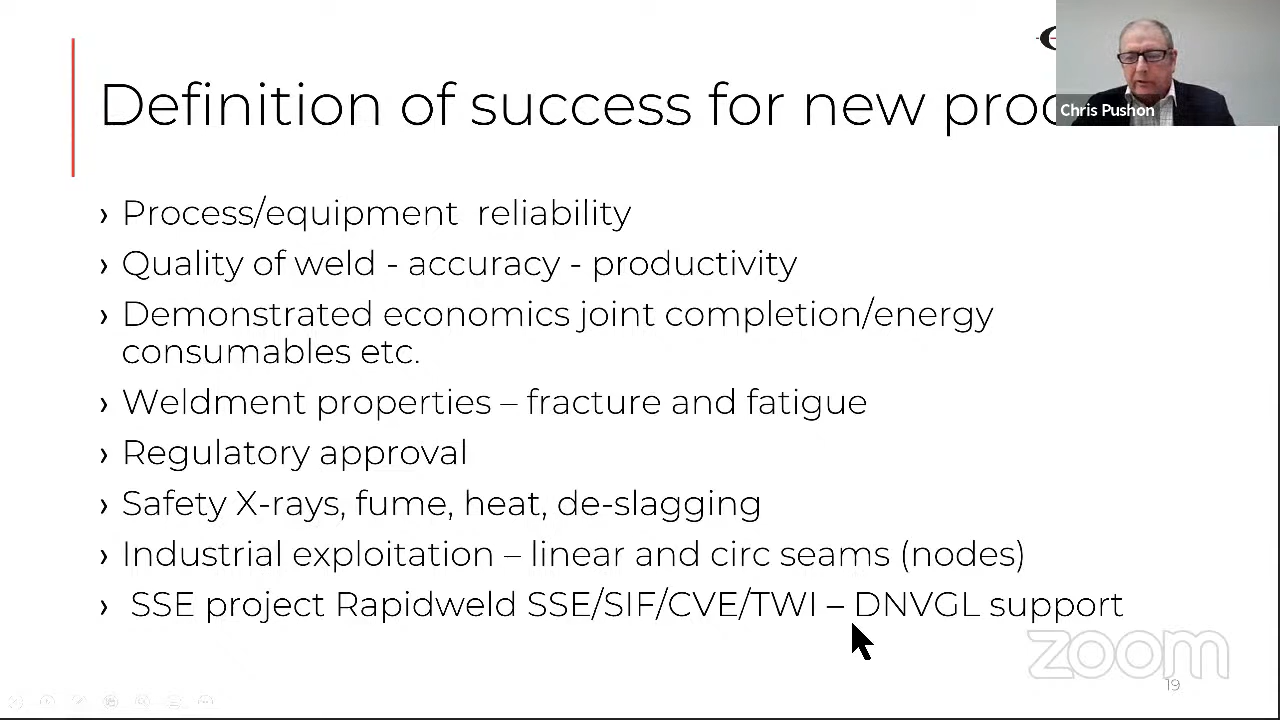 Definition of success for new
Chris Pushon
› Process/equipment reliability
› Quality of weld - accuracy - productivity
› Demonstrated economics joint completion/energy
consumables etc.
› Weldment properties – fracture and fatigue
› Regulatory approval
› Safety X-rays, fume, heat, de-slagging
› Industrial exploitation – linear and circ seams (nodes)
› SSE project Rapidweld SSE/SIF/CVE/TWI – DNVGL support
zoom
19